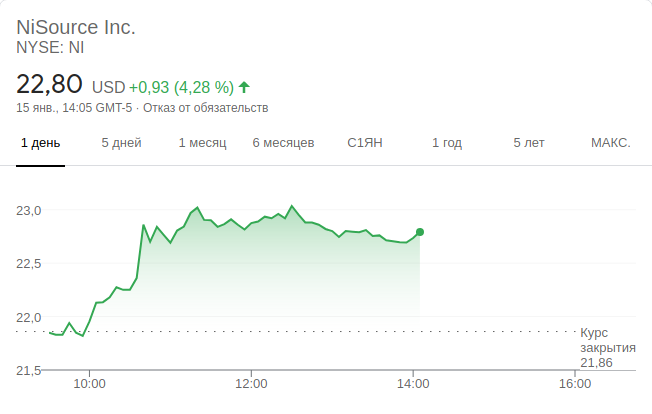 NiSource Inc.
NYSE: NI
22,80 USD +0,93 (4,28 %)
15 янв., 14:05 GMT-5 · Отказ от обязательств
1 день 5 дней 1 месяц 6 месяцев С1ЯН 1 год 5 лет МАКС.
23,0
22,5
22,0
Курс
закрытия
21,86
21,5
10:00 12:00 14:00 16:00